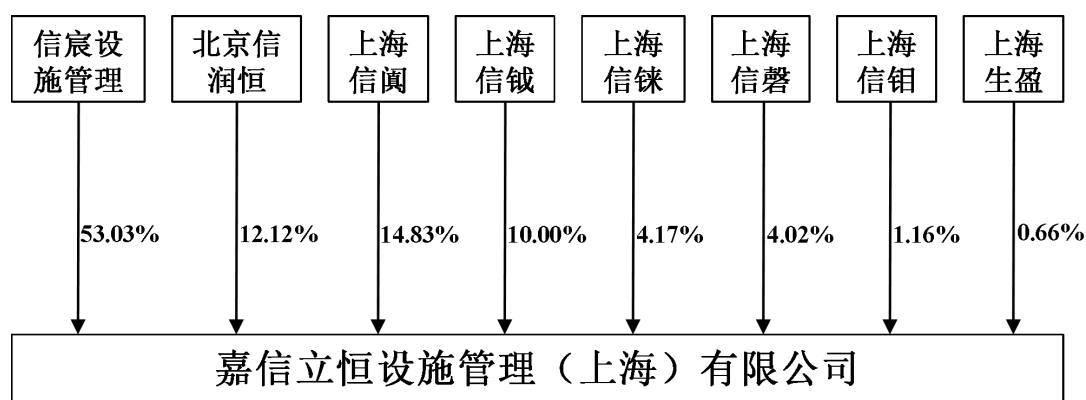 信宸设
施管理
北京信
润恒
上海
信阗
上海
信钺
上海
信铼
上海
信磬
上海
信钼
上海
生盈
53.03%
12.12%
14.83%
10.00%
4.17%
4.02%
1.16%
0.66%
嘉信立恒设施管理（上海）有限公司